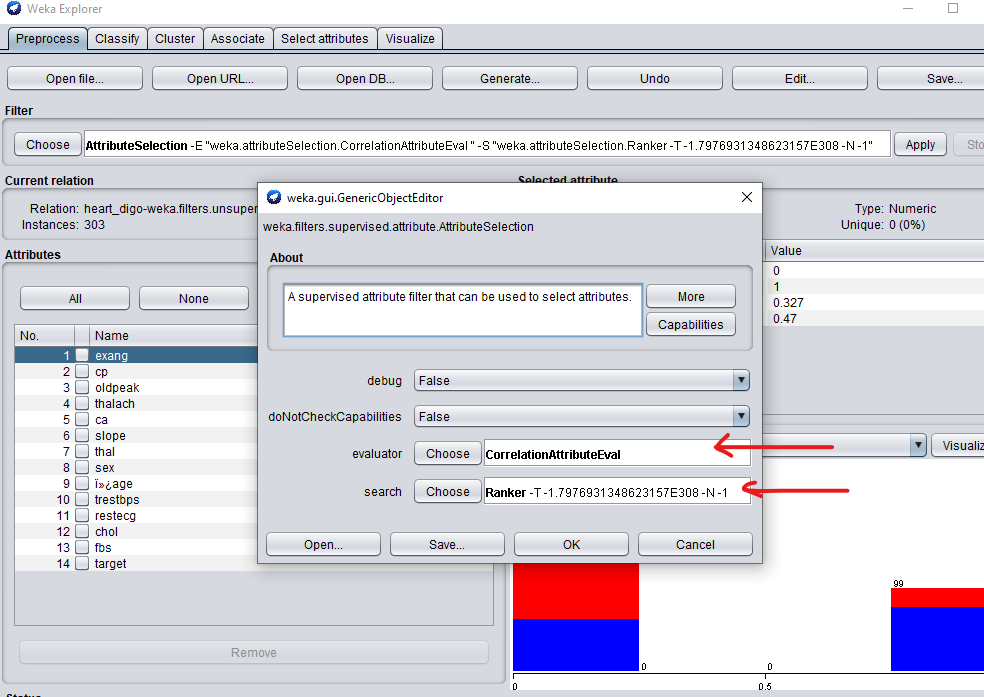 Weka Explorer
Preprocess Classify Cluster Associate Select attributes Visualize
Open file... Open URL... Open DB... Generate... Undo Edit... Save...
Filter
Choose AttributeSelection -E "weka.attributeSelection.CorrelationAttributeEval " -S "weka.attributeSelection.Ranker -T -1.7976931348623157E308 -N -1" Apply
Current relation
Relation: heart_digo-weka.filters.unsuper
Instances: 303
Selected attribute
Type: Numeric
Unique: 0 (0%)
Value
0
1
0.327
0.47
Attributes
All None
No. Name
1 exang
2 cp
3 oldpeak
4 thalach
5 ca
6 slope
7 thal
8 sex
9 ï»¿age
10 trestbps
11 restecg
12 chol
13 fbs
14 target
Remove
weka.gui.GenericObjectEditor
weka.filters.supervised.attribute.AttributeSelection
About
A supervised attribute filter that can be used to select attributes.
More
Capabilities
debug False
doNotCheckCapabilities False
evaluator Choose CorrelationAttributeEval
search Choose Ranker -T -1.7976931348623157E308 -N -1
Open... Save... OK Cancel
99
0 0
0 0.5